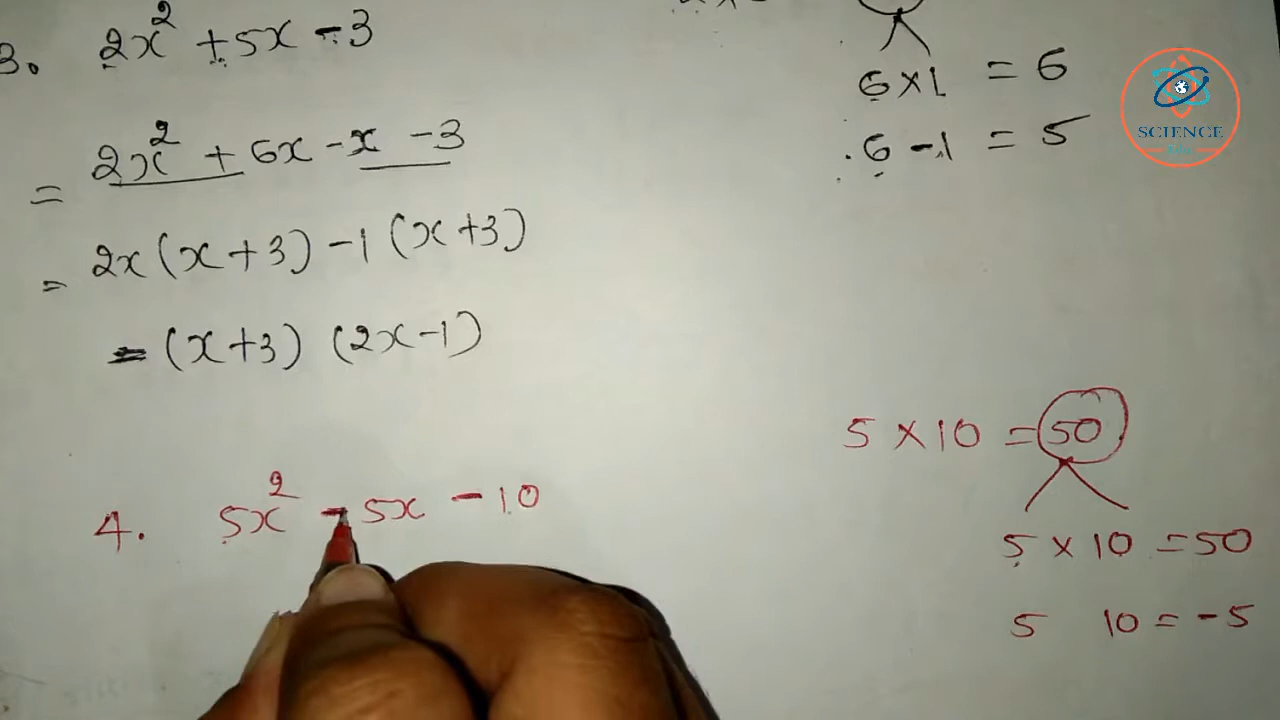 3. 2x² + 5x - 3
= 2x² + 6x - x - 3
= 2x (x + 3) - 1 (x + 3)
= (x + 3) (2x - 1)
4. 5x² - 5x - 10
6 × 1 = 6
6 - 1 = 5
SCIENCE
5 × 10 = 50
5 × 10 = 50
5 10 = -5